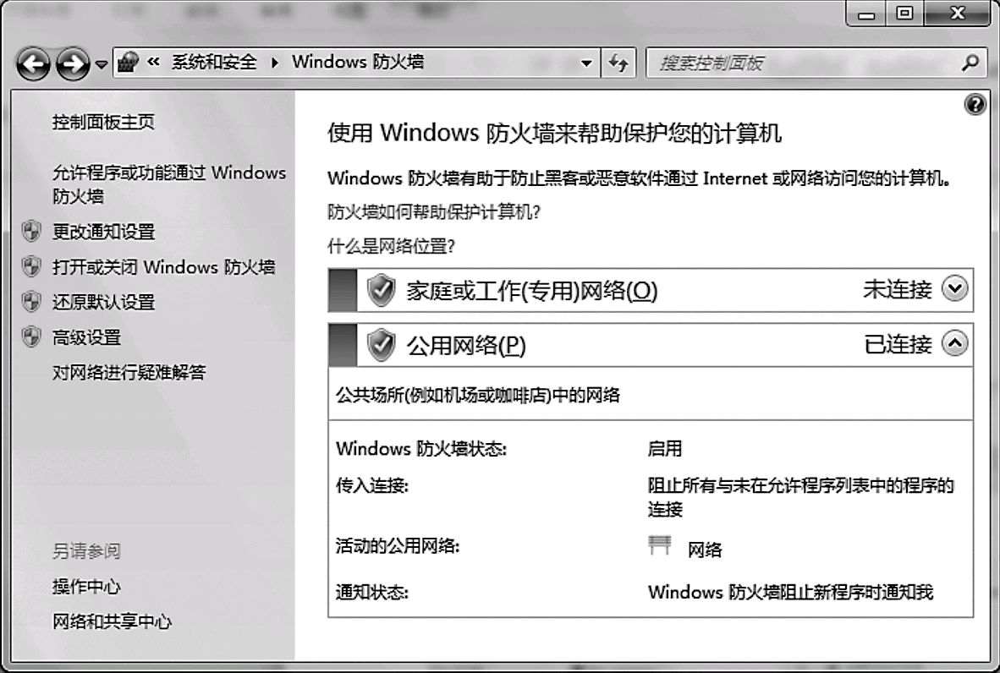 « 系统和安全 ▸ Windows 防火墙
搜索控制面板
控制面板主页
允许程序或功能通过 Windows
防火墙
更改通知设置
打开或关闭 Windows 防火墙
还原默认设置
高级设置
对网络进行疑难解答
另请参阅
操作中心
网络和共享中心
使用 Windows 防火墙来帮助保护您的计算机
Windows 防火墙有助于防止黑客或恶意软件通过 Internet 或网络访问您的计算机。
防火墙如何帮助保护计算机?
什么是网络位置?
家庭或工作(专用)网络(O) 未连接
公用网络(P) 已连接
公共场所(例如机场或咖啡店)中的网络
Windows 防火墙状态: 启用
传入连接: 阻止所有与未在允许程序列表中的程序的
连接
活动的公用网络: 网络
通知状态: Windows 防火墙阻止新程序时通知我